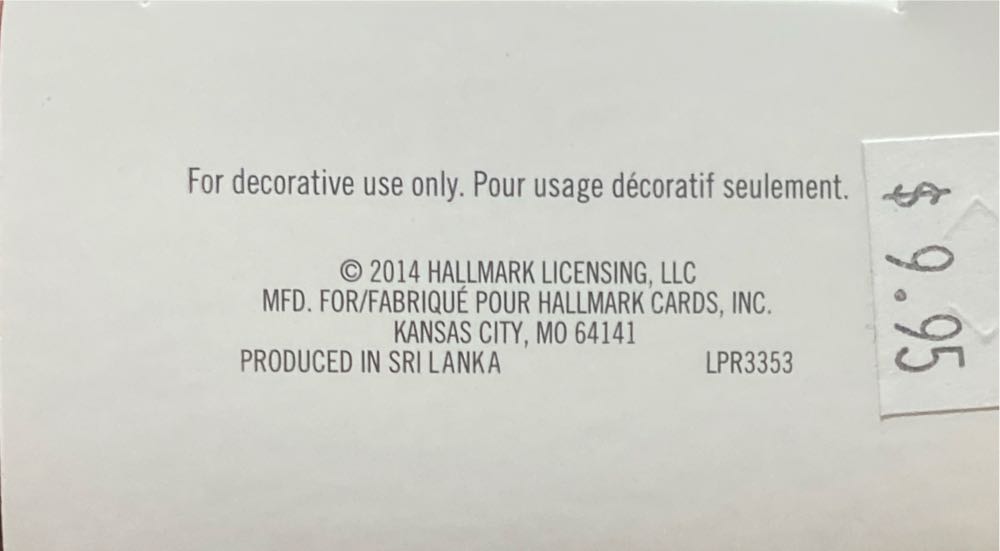 For decorative use only. Pour usage décoratif seulement.
© 2014 HALLMARK LICENSING, LLC
MFD. FOR/FABRIQUÉ POUR HALLMARK CARDS, INC.
KANSAS CITY, MO 64141
PRODUCED IN SRI LANKA LPR3353
$9.95